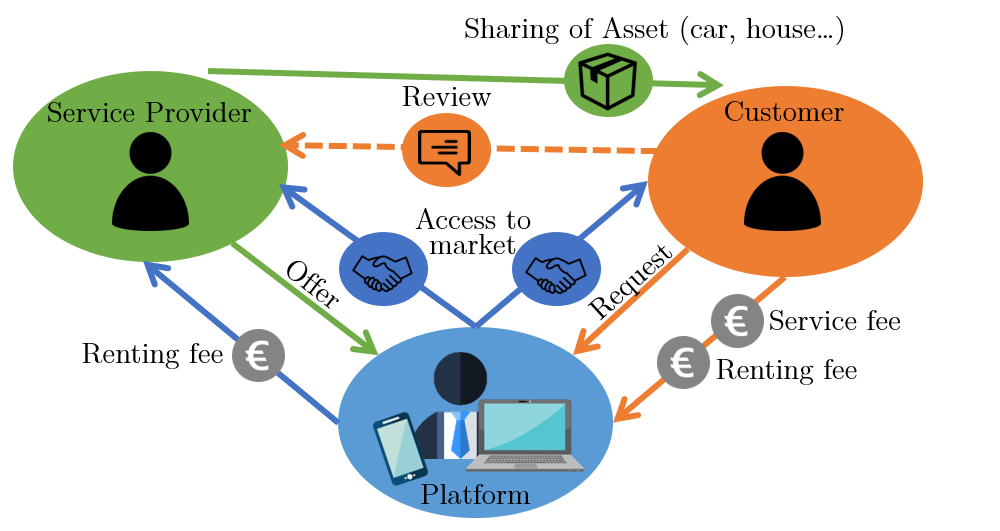 Sharing of Asset (car, house…)
Review
Service Provider
Customer
Access to
market
Offer
Request
Renting fee
€
€
Service fee
€
Renting fee
Platform